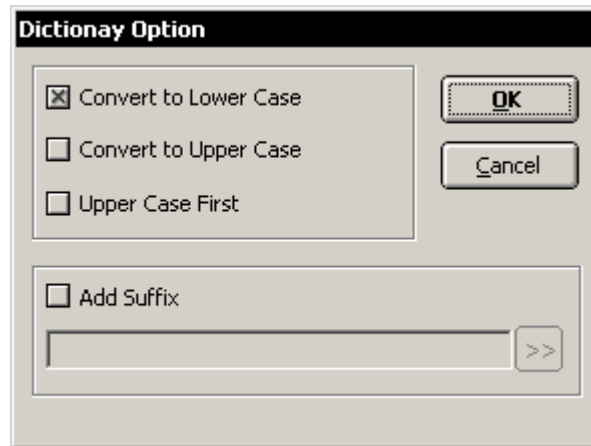 Dictionay Option
Convert to Lower Case
OK
Convert to Upper Case
Cancel
Upper Case First
Add Suffix
>>